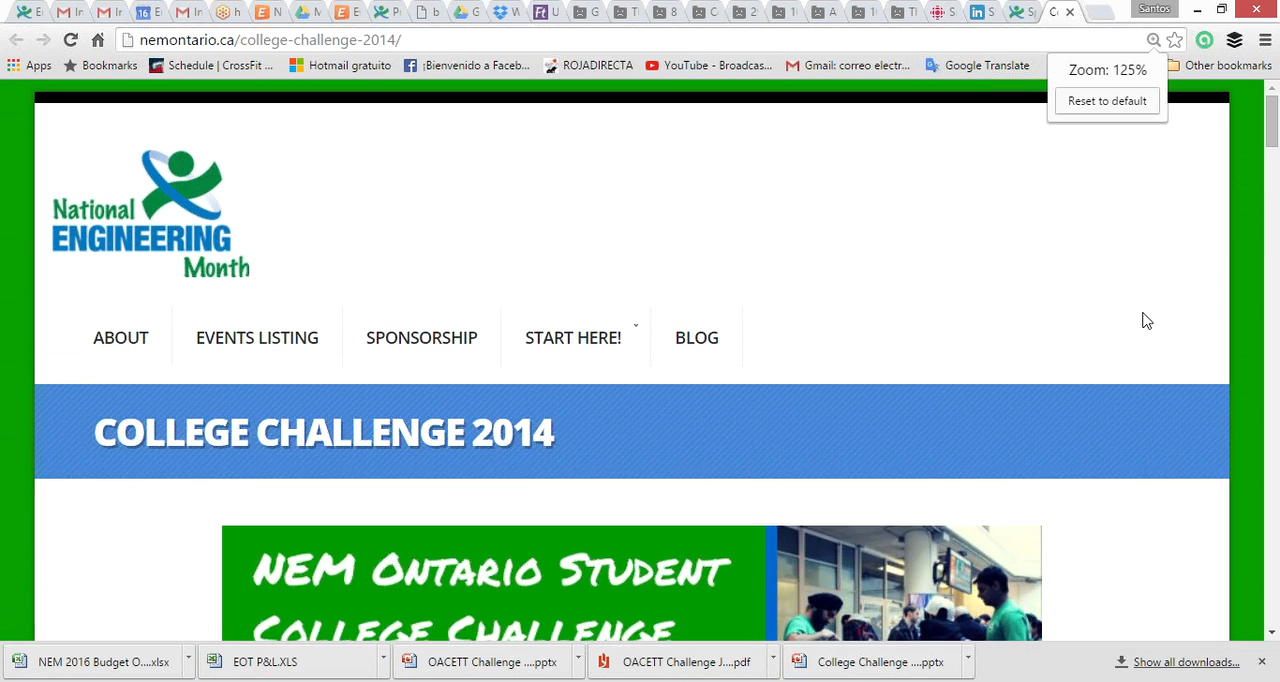 Santos
nemontario.ca/college-challenge-2014/
Apps
Bookmarks
Schedule | CrossFit ...
Hotmail gratuito
¡Bienvenido a Faceb...
ROJADIRECTA
YouTube - Broadcas...
Gmail: correo electr...
Google Translate
Other bookmarks
Zoom: 125%
Reset to default
National
ENGINEERING
Month
ABOUT
EVENTS LISTING
SPONSORSHIP
START HERE!
BLOG
COLLEGE CHALLENGE 2014
NEM Ontario Student
College Challenge
NEM 2016 Budget O....xlsx
EOT P&L.XLS
OACETT Challenge ....pptx
OACETT Challenge J....pdf
College Challenge ....pptx
Show all downloads...